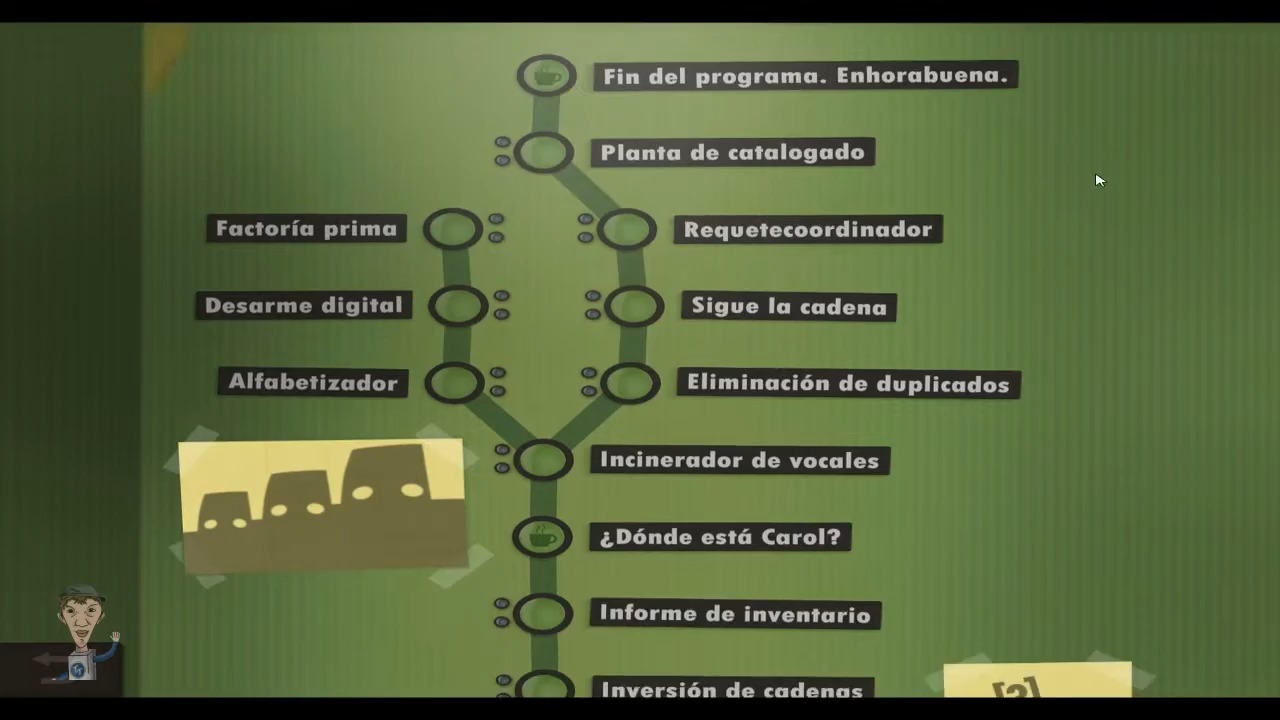 Fin del programa. Enhorabuena.
Planta de catalogado
Factoría prima
Requetecoordinador
Desarme digital
Sigue la cadena
Alfabetizador
Eliminación de duplicados
Incinerador de vocales
¿Dónde está Carol?
Informe de inventario
Inversión de cadenas
[2]